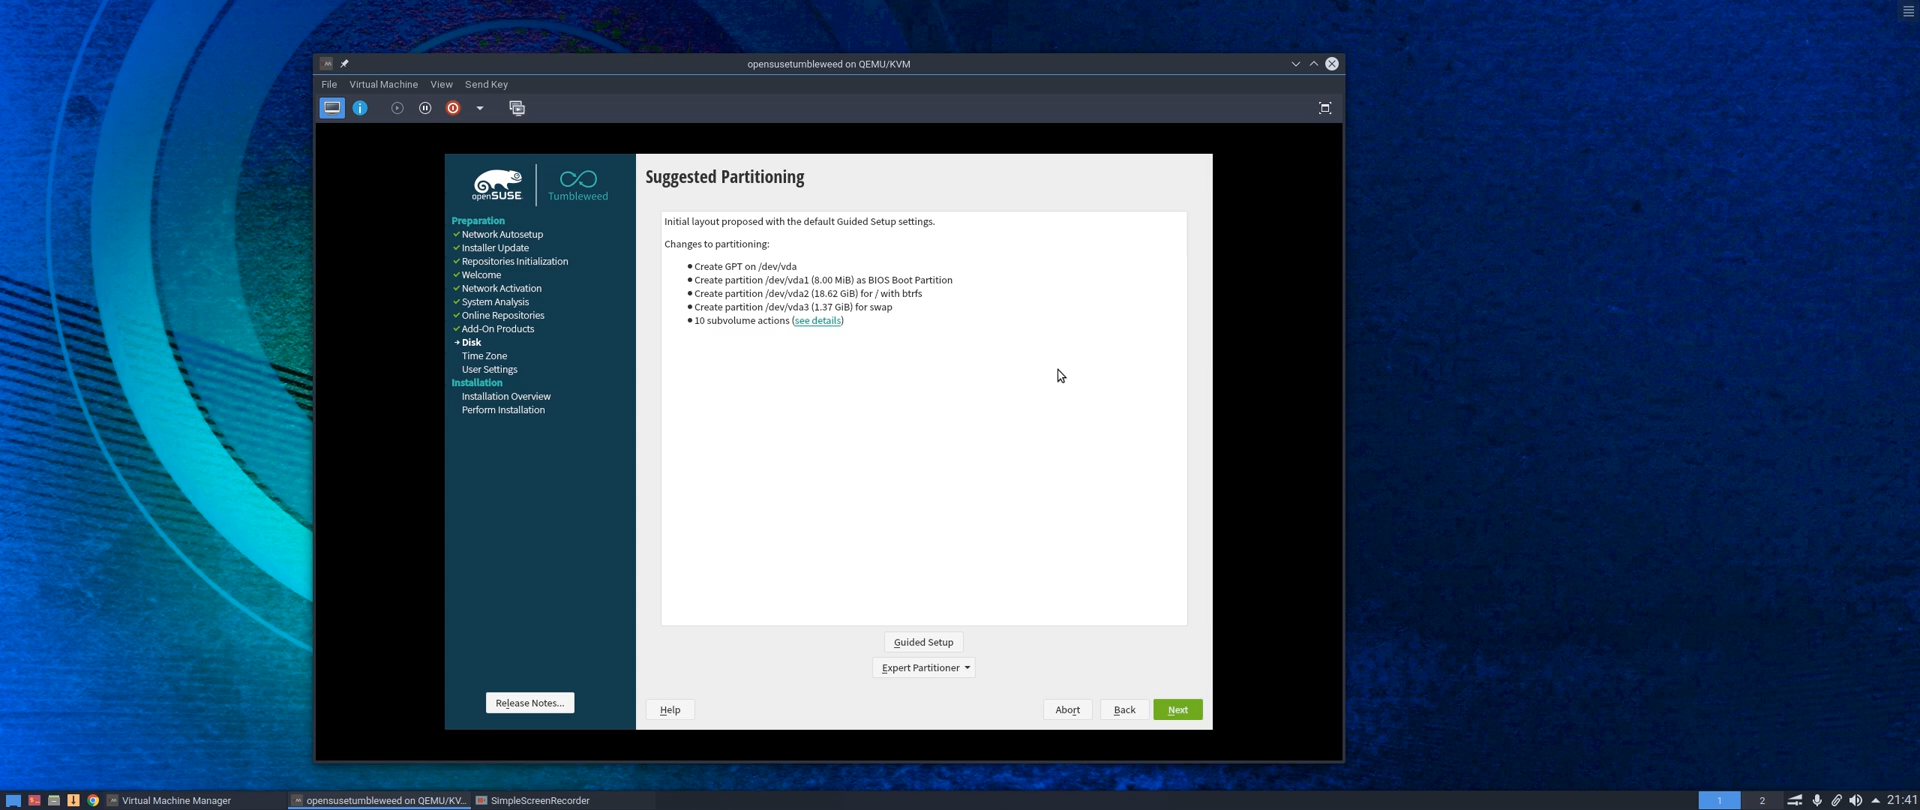 opensusetumbleweed on QEMU/KVM
File Virtual Machine View Send Key
openSUSE
Tumbleweed
Preparation
Network Autosetup
Installer Update
Repositories Initialization
Welcome
Network Activation
System Analysis
Online Repositories
Add-On Products
Disk
Time Zone
User Settings
Installation
Installation Overview
Perform Installation
Release Notes...
Suggested Partitioning
Initial layout proposed with the default Guided Setup settings.
Changes to partitioning:
Create GPT on /dev/vda
Create partition /dev/vda1 (8.00 MiB) as BIOS Boot Partition
Create partition /dev/vda2 (18.62 GiB) for / with btrfs
Create partition /dev/vda3 (1.37 GiB) for swap
10 subvolume actions (see details)
Guided Setup
Expert Partitioner
Help Abort Back Next
Virtual Machine Manager opensusetumbleweed on QEMU/KV... SimpleScreenRecorder 1 2 21:41